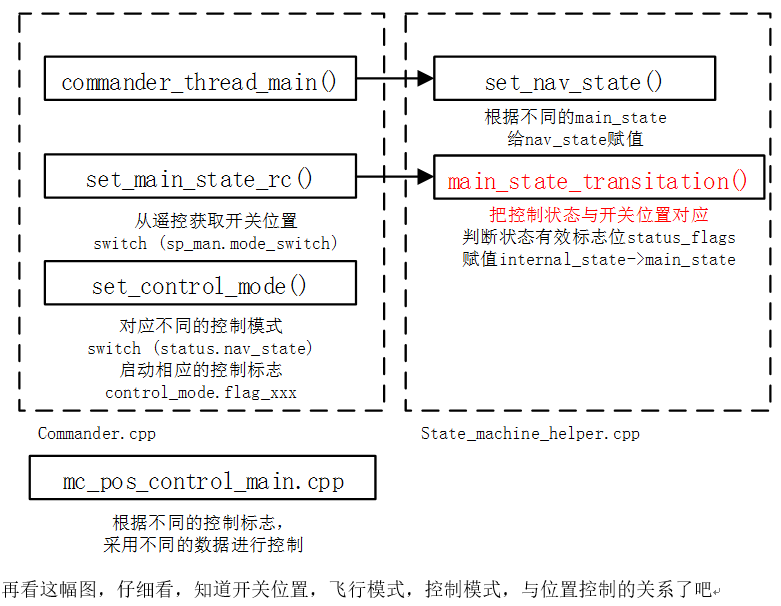 commander_thread_main()
set_nav_state()
根据不同的main_state
给nav_state赋值
set_main_state_rc()
main_state_transitation()
从遥控获取开关位置
switch (sp_man.mode_switch)
把控制状态与开关位置对应
判断状态有效标志位status_flags
赋值internal_state->main_state
set_control_mode()
对应不同的控制模式
switch (status.nav_state)
启动相应的控制标志
control_mode.flag_xxx
Commander.cpp
State_machine_helper.cpp
mc_pos_control_main.cpp
根据不同的控制标志，
采用不同的数据进行控制
再看这幅图，仔细看，知道开关位置，飞行模式，控制模式，与位置控制的关系了吧